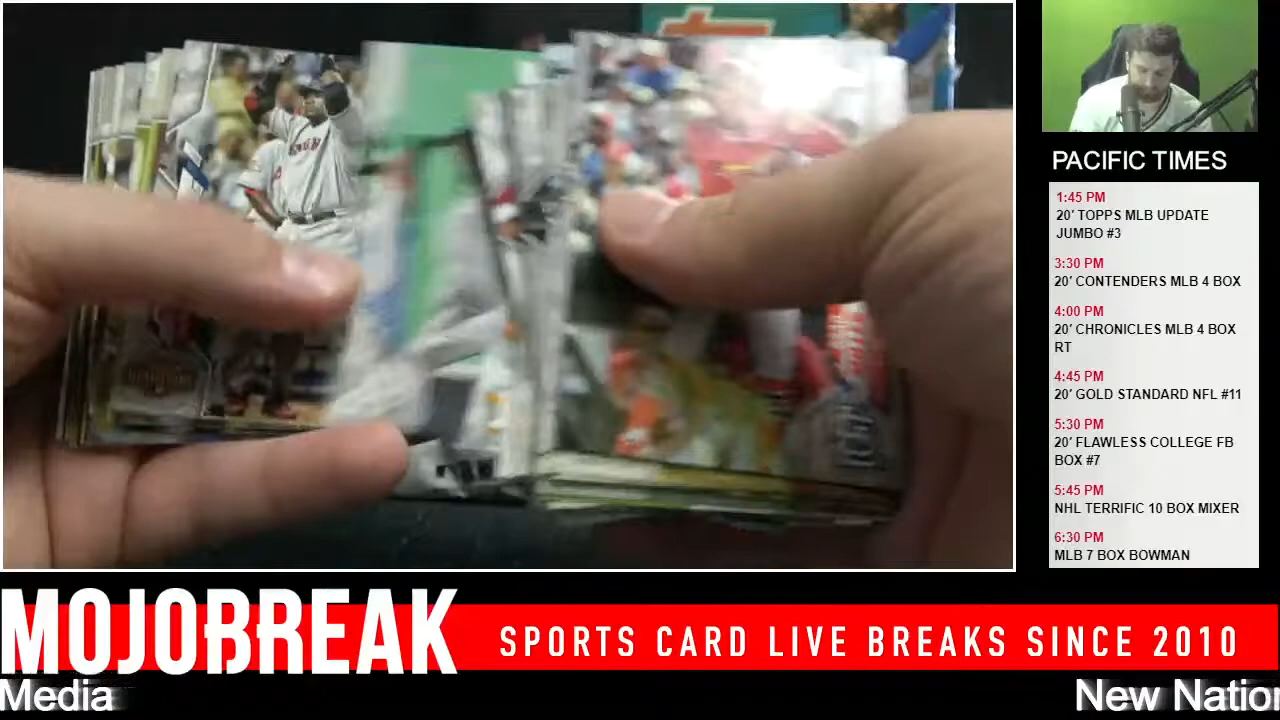 PACIFIC TIMES
1:45 PM
20' TOPPS MLB UPDATE
JUMBO #3
3:30 PM
20' CONTENDERS MLB 4 BOX
4:00 PM
20' CHRONICLES MLB 4 BOX
RT
4:45 PM
20' GOLD STANDARD NFL #11
5:30 PM
20' FLAWLESS COLLEGE FB
BOX #7
5:45 PM
NHL TERRIFIC 10 BOX MIXER
6:30 PM
MLB 7 BOX BOWMAN
MOJOBREAK
SPORTS CARD LIVE BREAKS SINCE 2010
Media
New Natio